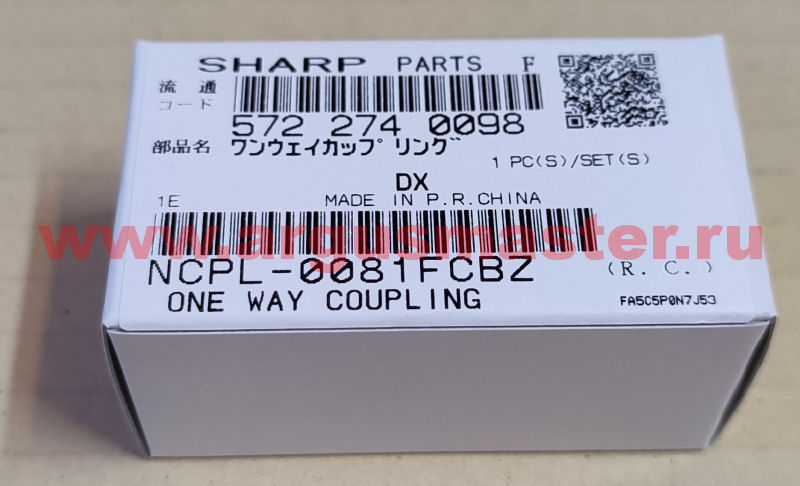 SHARP PARTS F
流通
コード
572 274 0098
部品名 ワンウェイカップリング
1 PC(S)/SET(S)
DX
1E MADE IN P.R.CHINA
www.argusmaster.ru
NCPL-0081FCBZ (R.C.)
ONE WAY COUPLING FA5C5P0N7J53